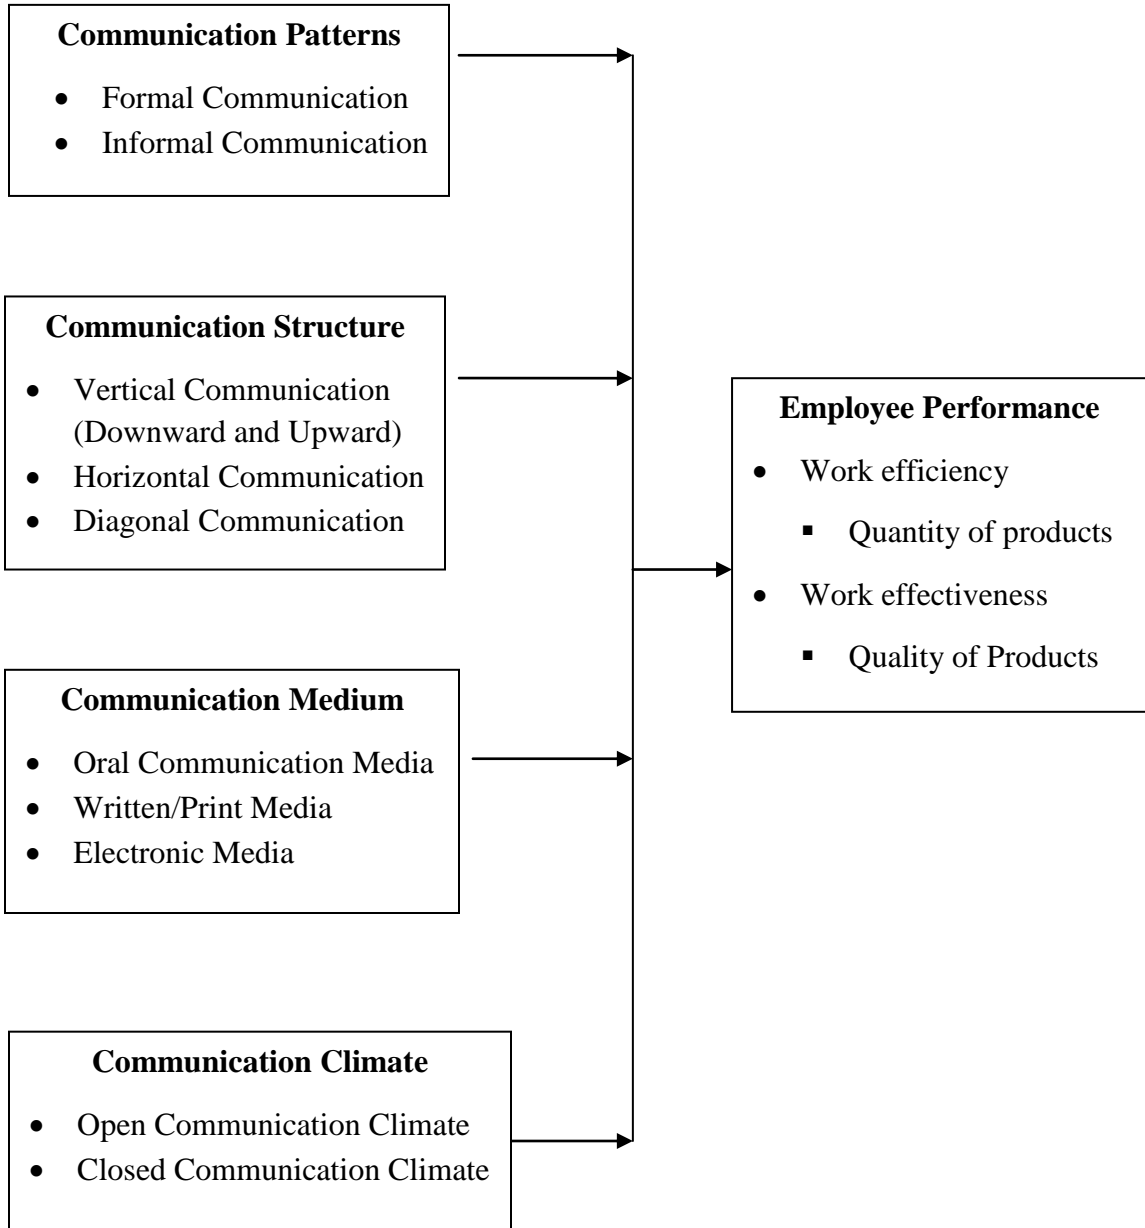 Communication Patterns
• Formal Communication
• Informal Communication
Communication Structure
• Vertical Communication
(Downward and Upward)
• Horizontal Communication
• Diagonal Communication
Communication Medium
• Oral Communication Media
• Written/Print Media
• Electronic Media
Communication Climate
• Open Communication Climate
• Closed Communication Climate
Employee Performance
• Work efficiency
▪ Quantity of products
• Work effectiveness
▪ Quality of Products